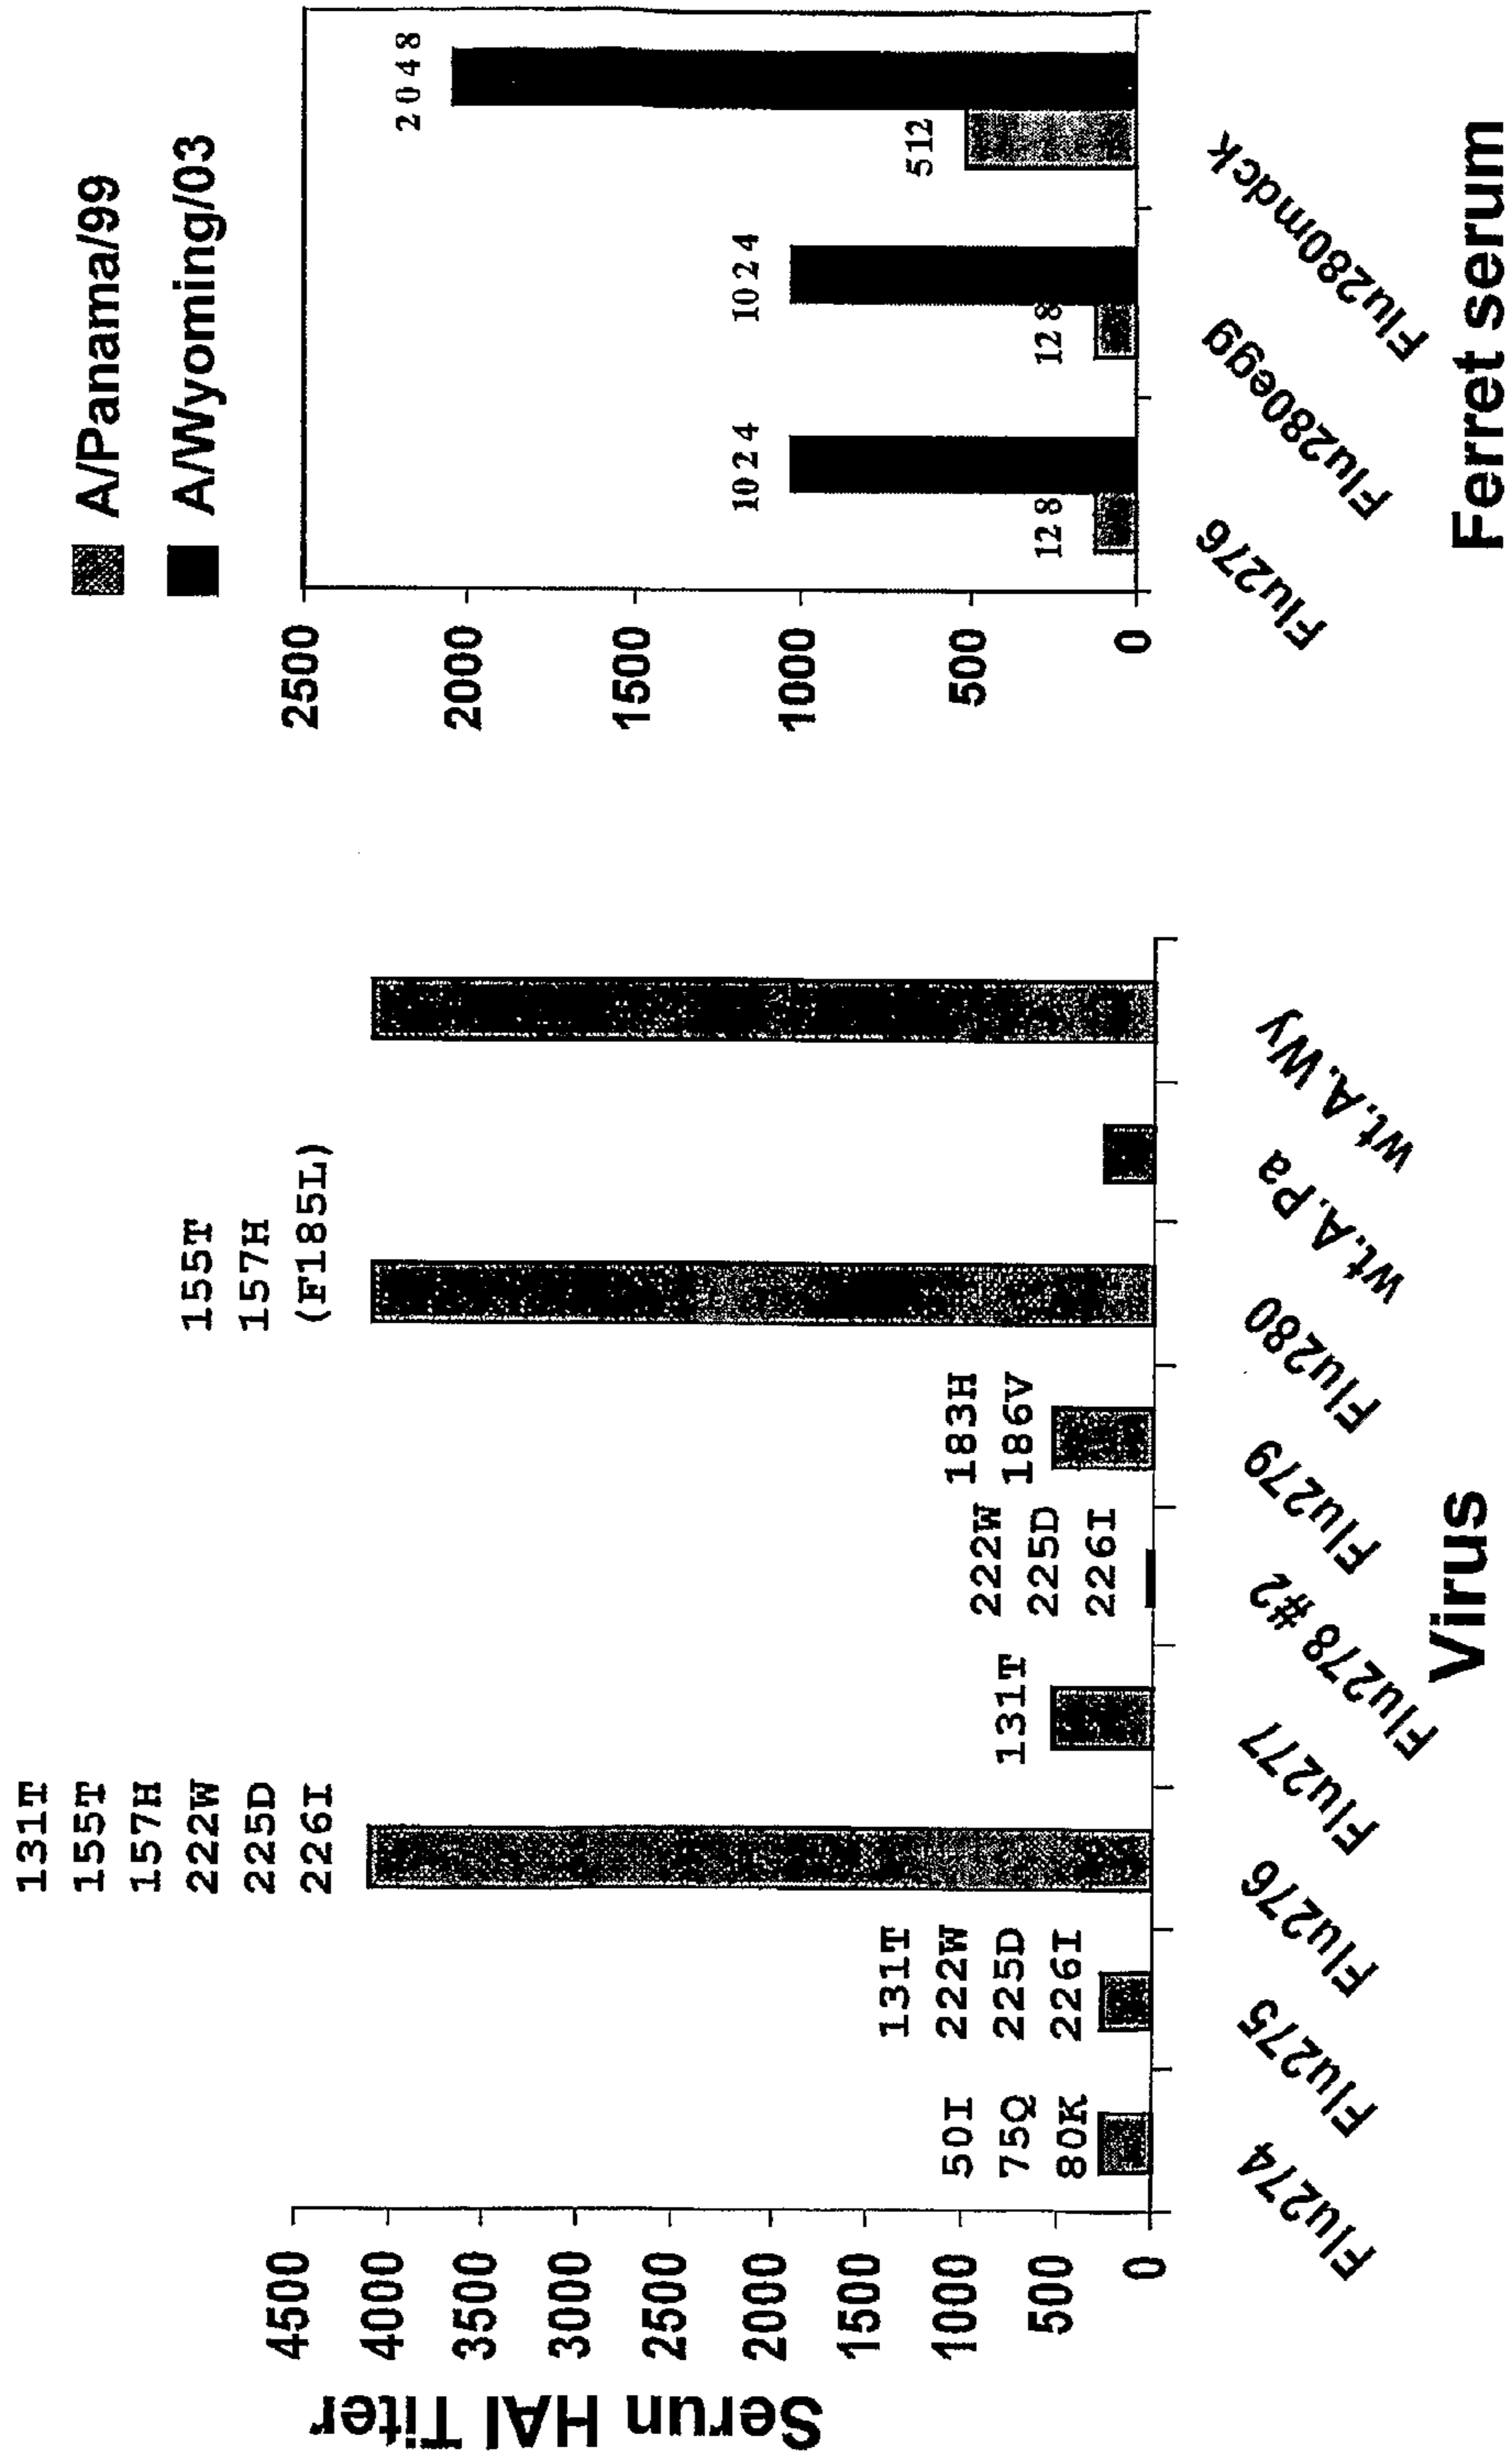 Serun HAI Titer
4500
4000
3500
3000
2500
2000
1500
1000
500
0
50I
75Q
80K
131T
222W
225D
226I
131T
155T
157H
222W
225D
226I
131T
222W
225D
226I
183H
186V
155T
157H
(F185L)
Flu274
Flu275
Flu276
Flu277
Flu278 #2
Flu279
Flu280
wt.A.Pa
wt.A.Wy
Virus
A/Panama/99
A/Wyoming/03
2500
2000
1500
1000
500
0
128
1024
128
1024
512
2048
Flu276
Flu280egg
Flu280mdck
Ferret serum